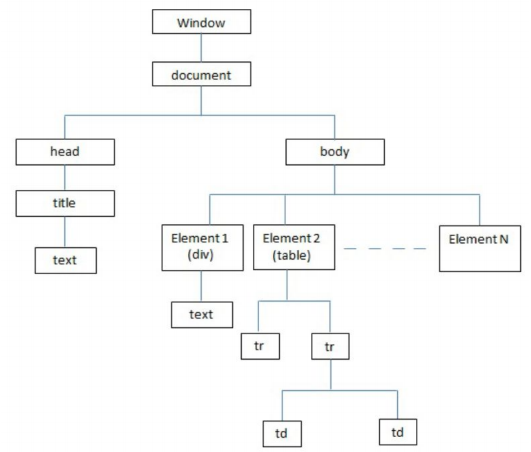 Window
document
head
body
title
text
Element 1
(div)
Element 2
(table)
Element N
text
tr
tr
td
td